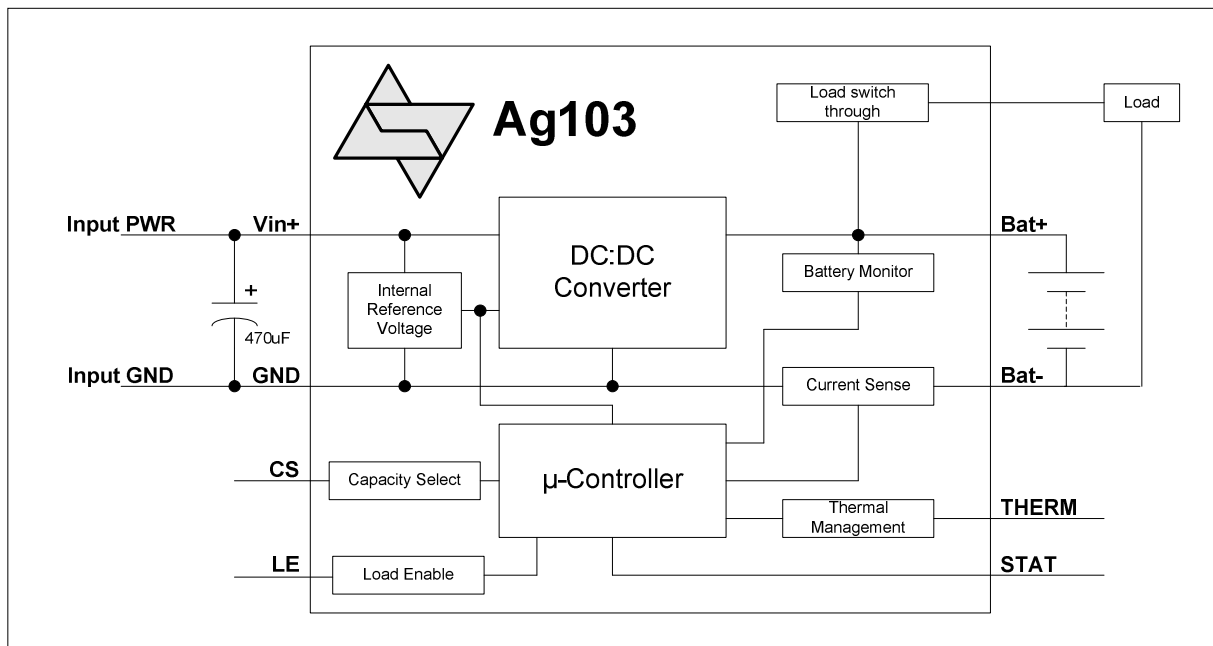 Ag103
Load switch
through
Load
Input PWR
Vin+
Bat+
DC:DC
Converter
Battery Monitor
Internal
Reference
Voltage
+
470uF
Input GND
GND
Current Sense
Bat-
CS
Capacity Select
µ-Controller
Thermal
Management
THERM
LE
Load Enable
STAT